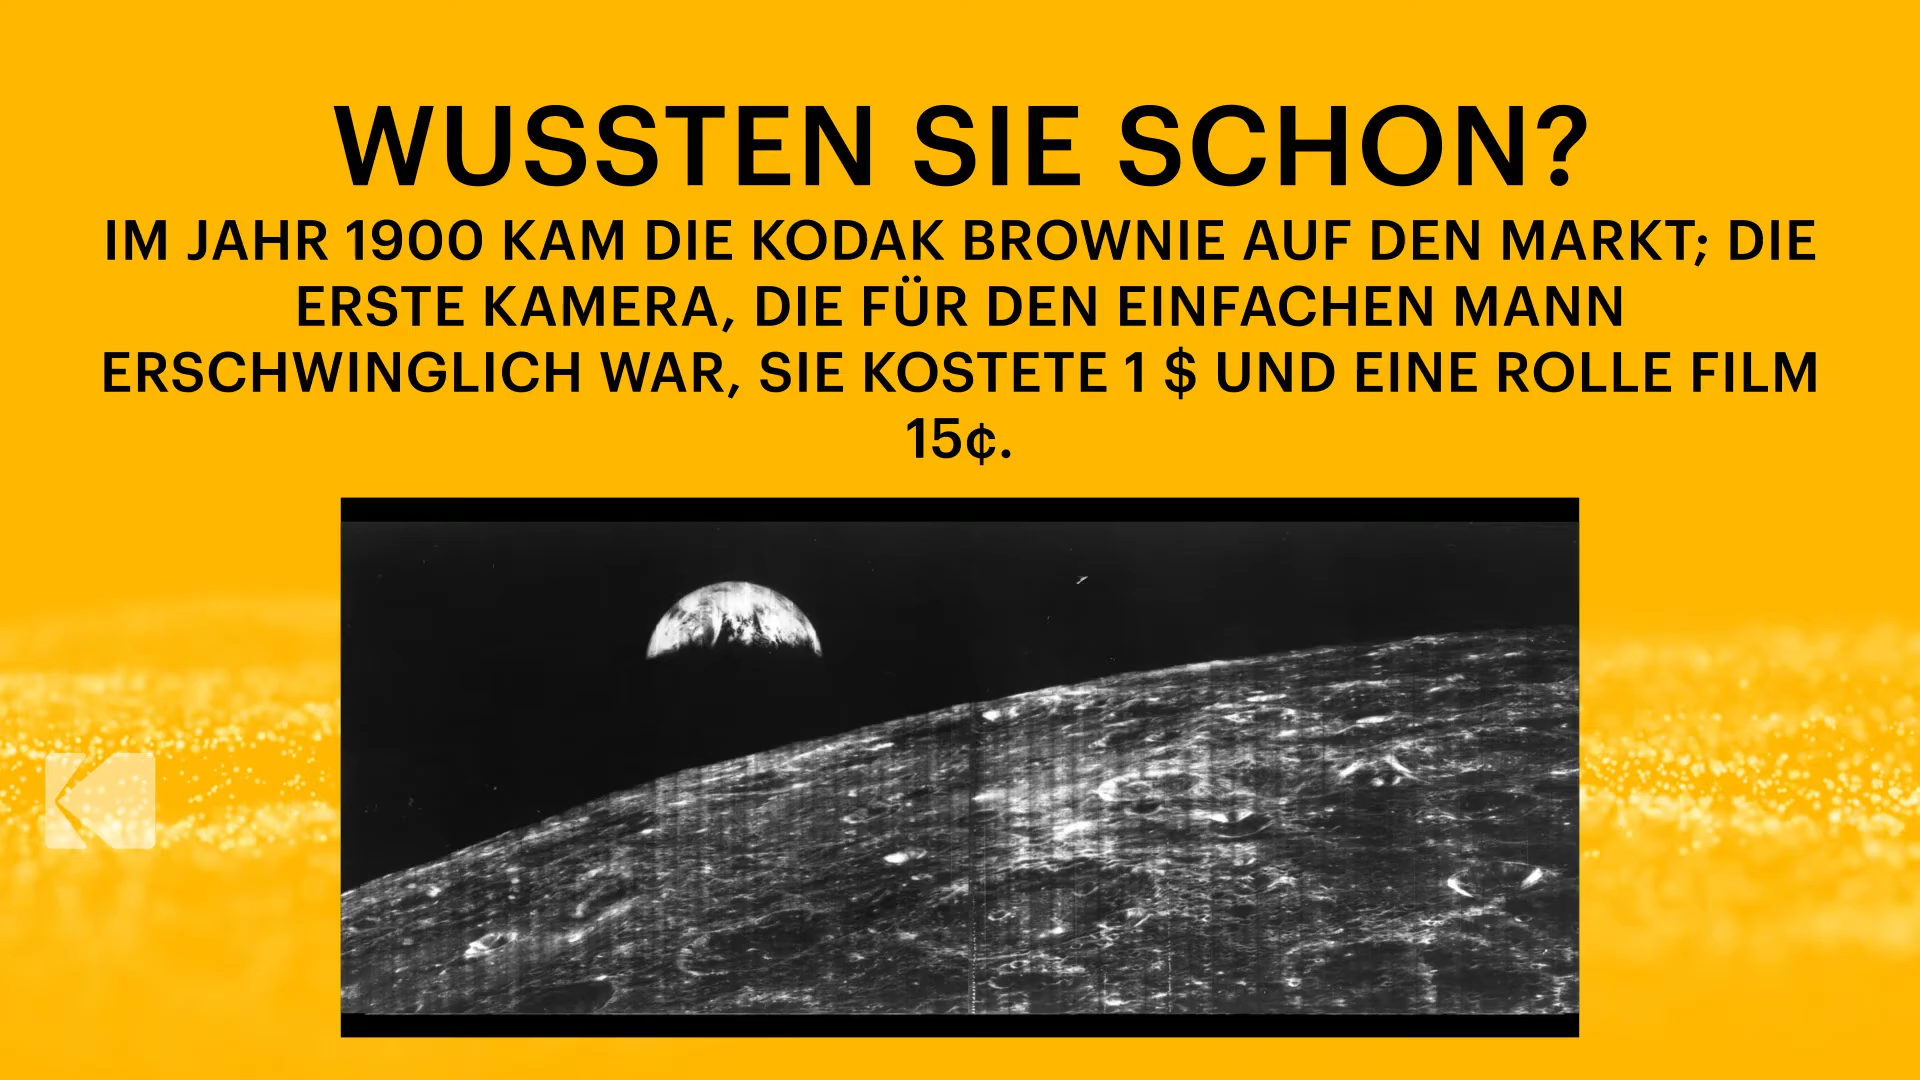 WUSSTEN SIE SCHON?
IM JAHR 1900 KAM DIE KODAK BROWNIE AUF DEN MARKT; DIE
ERSTE KAMERA, DIE FÜR DEN EINFACHEN MANN
ERSCHWINGLICH WAR, SIE KOSTETE 1 $ UND EINE ROLLE FILM
15¢.